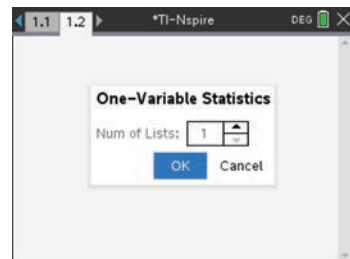 1.1 1.2 *TI-Nspire DEG
One-Variable Statistics
Num of Lists: 1
OK Cancel